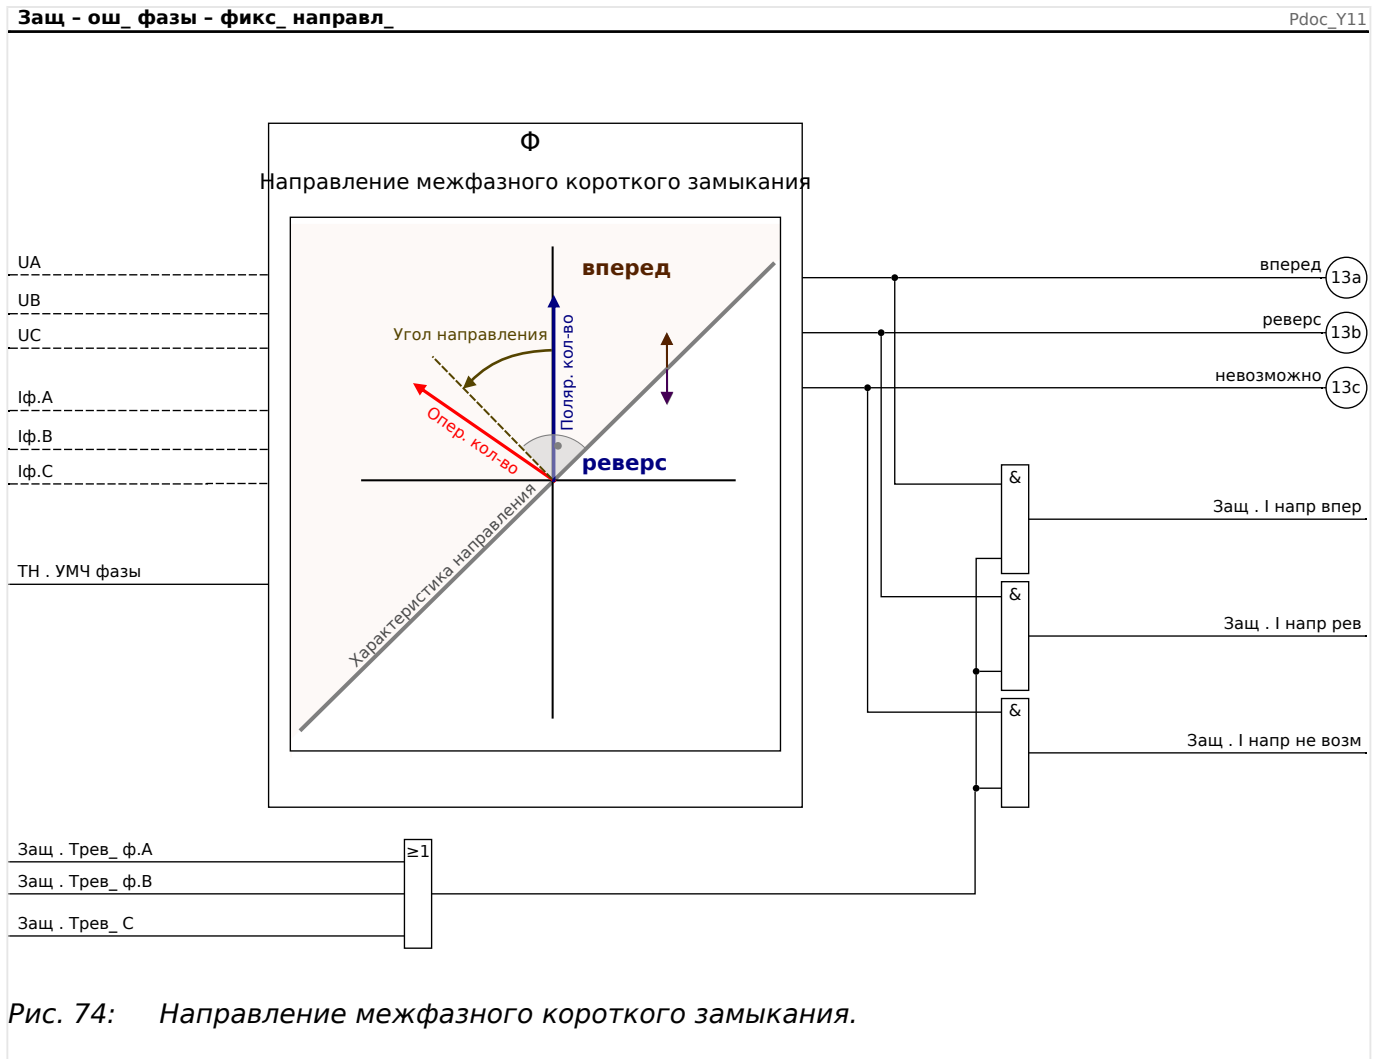 Защ – ош_ фазы – фикс_ направл_
Pdoc_Y11
Ф
Направление межфазного короткого замыкания
UA
UB
UC
Iф.A
Iф.B
Iф.C
ТН . УМЧ фазы
вперед
Угол направления
Поляр. кол-во
Опер. кол-во
реверс
Характеристика направления
вперед
13a
реверс
13b
невозможно
13c
&
Защ . I напр впер
&
Защ . I напр рев
&
Защ . I напр не возм
Защ . Трев_ ф.A
≥1
Защ . Трев_ ф.B
Защ . Трев_ C
Рис. 74: Направление межфазного короткого замыкания.